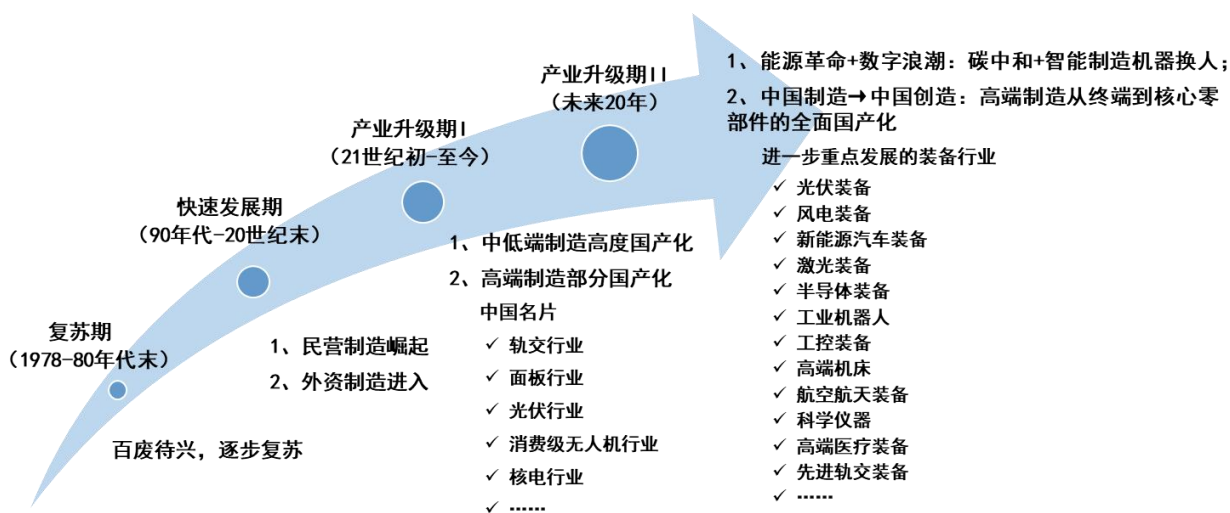 复苏期
（1978-80年代末）
百废待兴，逐步复苏
快速发展期
（90年代-20世纪末）
1、民营制造崛起
2、外资制造进入
产业升级期I
（21世纪初-至今）
1、中低端制造高度国产化
2、高端制造部分国产化
中国名片
✓ 轨交行业
✓ 面板行业
✓ 光伏行业
✓ 消费级无人机行业
✓ 核电行业
✓ ……
产业升级期II
（未来20年）
1、能源革命+数字浪潮：碳中和+智能制造机器换人；
2、中国制造→中国创造：高端制造从终端到核心零
部件的全面国产化
进一步重点发展的装备行业
✓ 光伏装备
✓ 风电装备
✓ 新能源汽车装备
✓ 激光装备
✓ 半导体装备
✓ 工业机器人
✓ 工控装备
✓ 高端机床
✓ 航空航天装备
✓ 科学仪器
✓ 高端医疗装备
✓ 先进轨交装备
✓ ……